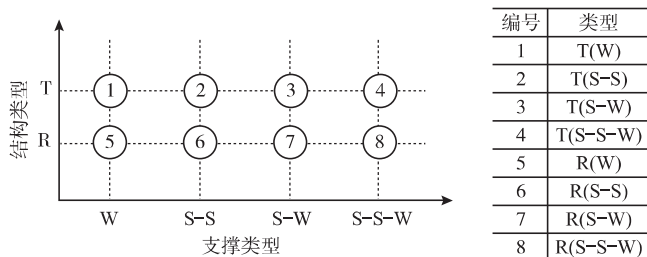 结构类型
T
R
1 2 3 4
5 6 7 8
W S-S S-W S-S-W
支撑类型
编号 类型
1 T(W)
2 T(S-S)
3 T(S-W)
4 T(S-S-W)
5 R(W)
6 R(S-S)
7 R(S-W)
8 R(S-S-W)